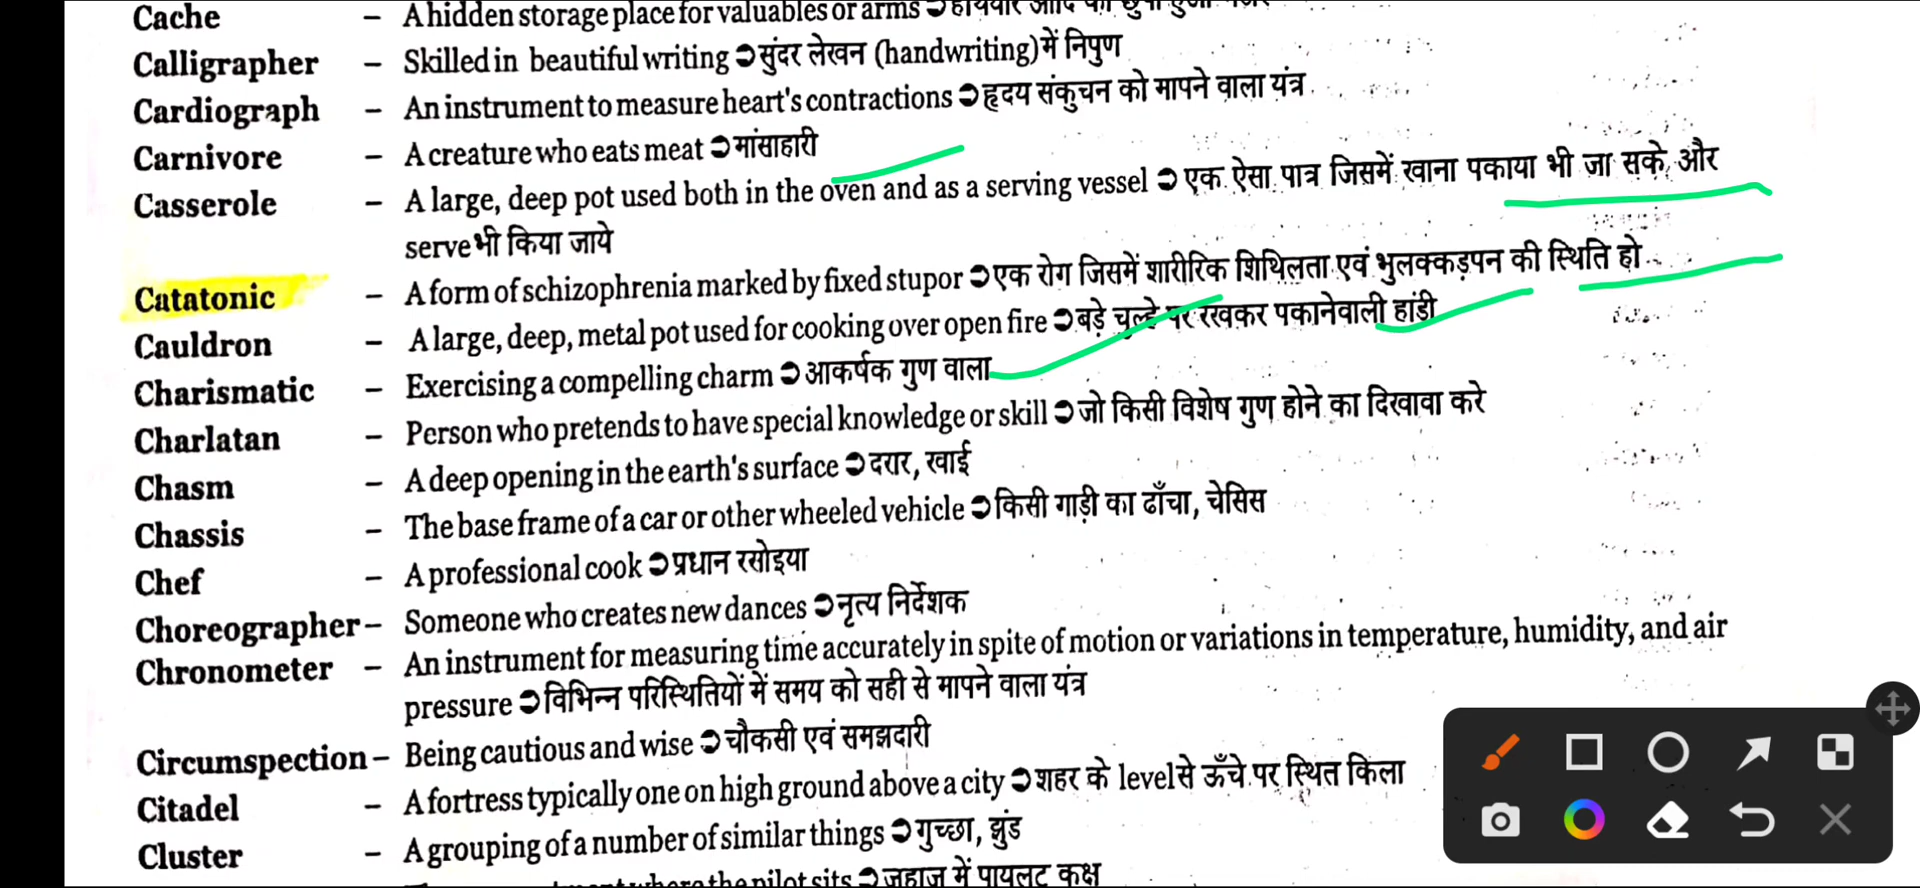 Cache – A hidden storage place for valuables or arms ➲ हथियार आदि का छुपा हुआ
Calligrapher – Skilled in beautiful writing ➲ सुंदर लेखन (handwriting) में निपुण
Cardiograph – An instrument to measure heart's contractions ➲ हृदय संकुचन को मापने वाला यंत्र
Carnivore – A creature who eats meat ➲ मांसाहारी
Casserole – A large, deep pot used both in the oven and as a serving vessel ➲ एक ऐसा पात्र जिसमें खाना पकाया भी जा सके, और
serve भी किया जाये
Catatonic – A form of schizophrenia marked by fixed stupor ➲ एक रोग जिसमें शारीरिक शिथिलता एवं भुलक्कड़पन की स्थिति हो
Cauldron – A large, deep, metal pot used for cooking over open fire ➲ बड़े चुल्हे पर रखकर पकानेवाली हांडी
Charismatic – Exercising a compelling charm ➲ आकर्षक गुण वाला
Charlatan – Person who pretends to have special knowledge or skill ➲ जो किसी विशेष गुण होने का दिखावा करे
Chasm – A deep opening in the earth's surface ➲ दरार, खाई
Chassis – The base frame of a car or other wheeled vehicle ➲ किसी गाड़ी का ढाँचा, चेसिस
Chef – A professional cook ➲ प्रधान रसोइया
Choreographer – Someone who creates new dances ➲ नृत्य निर्देशक
Chronometer – An instrument for measuring time accurately in spite of motion or variations in temperature, humidity, and air
pressure ➲ विभिन्न परिस्थितियों में समय को सही से मापने वाला यंत्र
Circumspection – Being cautious and wise ➲ चौकसी एवं समझदारी
Citadel – A fortress typically one on high ground above a city ➲ शहर के level से ऊँचे पर स्थित किला
Cluster – A grouping of a number of similar things ➲ गुच्छा, झुंड
where the pilot sits ➲ जहाज में पायलट कक्ष